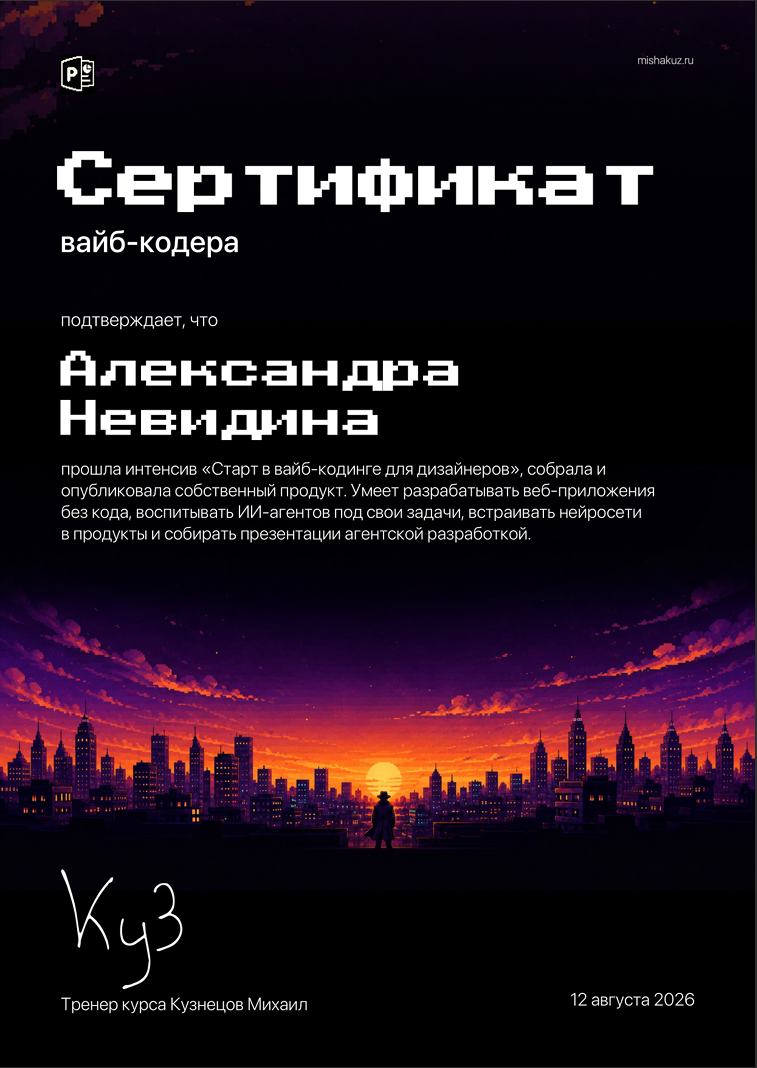 P
mishakuz.ru
Сертификат
вайб-кодера
подтверждает, что
Александра
Невидина
прошла интенсив «Старт в вайб-кодинге для дизайнеров», собрала и
опубликовала собственный продукт. Умеет разрабатывать веб-приложения
без кода, воспитывать ИИ-агентов под свои задачи, встраивать нейросети
в продукты и собирать презентации агентской разработкой.
Куз
Тренер курса Кузнецов Михаил
12 августа 2026